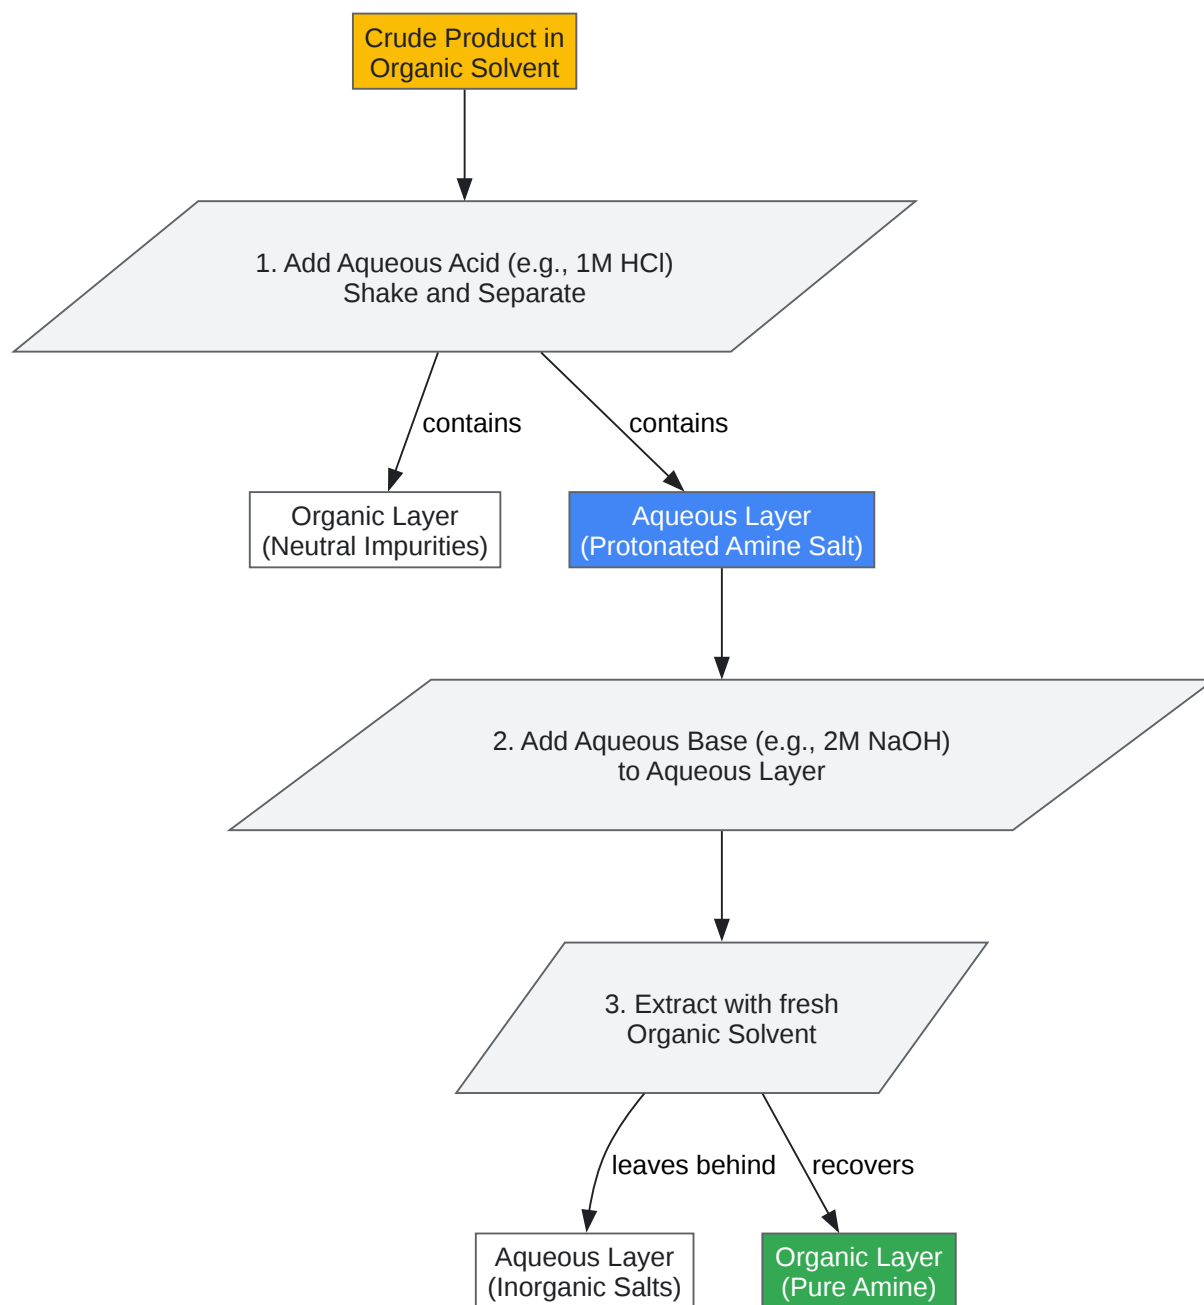 Crude Product in
Organic Solvent
1. Add Aqueous Acid (e.g., 1M HCl)
Shake and Separate
contains
contains
Organic Layer
(Neutral Impurities)
Aqueous Layer
(Protonated Amine Salt)
2. Add Aqueous Base (e.g., 2M NaOH)
to Aqueous Layer
3. Extract with fresh
Organic Solvent
leaves behind
recovers
Aqueous Layer
(Inorganic Salts)
Organic Layer
(Pure Amine)